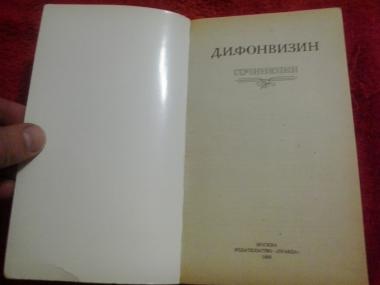 Д.И.ФОНВИЗИН
СОЧИНЕНИЯ
МОСКВА
ИЗДАТЕЛЬСТВО «ПРАВДА»